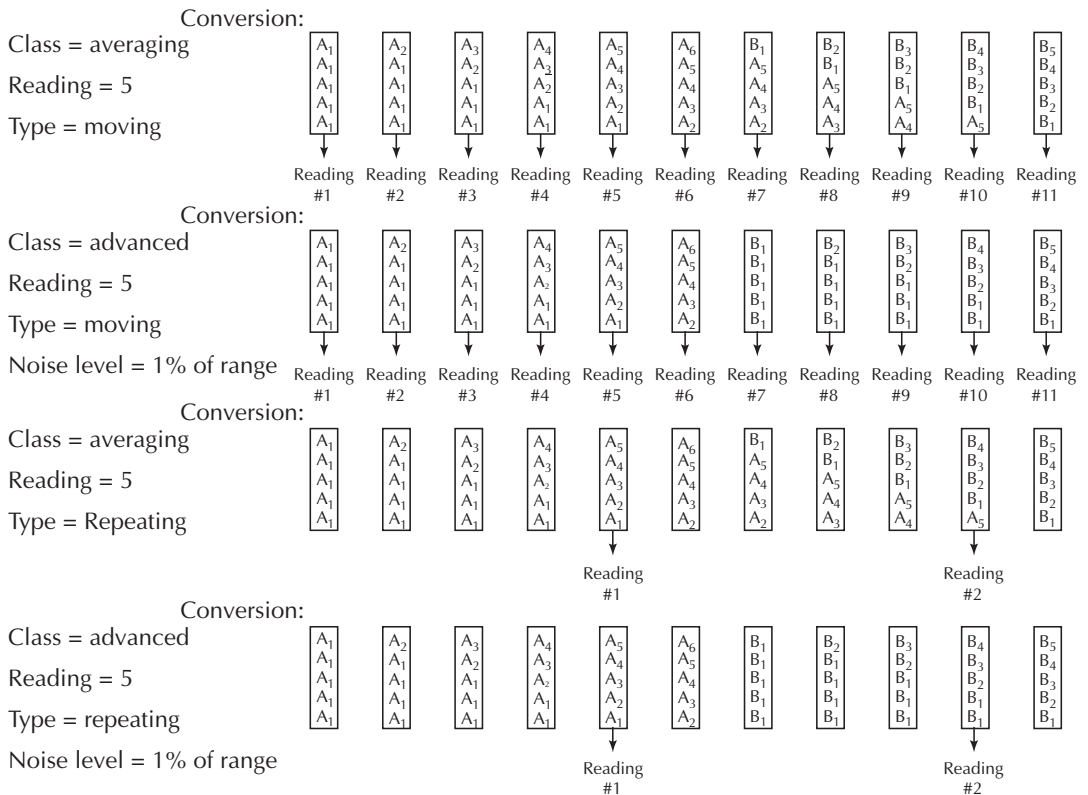 Conversion:
Class = averaging
Reading = 5
Type = moving
A₁ A₂ A₃ A₄ A₅ A₆ B₁ B₂ B₃ B₄ B₅
A₁ A₁ A₂ A₃ A₄ A₅ A₅ B₁ B₂ B₃ B₄
A₁ A₁ A₁ A₂ A₃ A₄ A₄ A₅ B₁ B₂ B₃
A₁ A₁ A₁ A₁ A₂ A₃ A₃ A₄ A₅ B₁ B₂
A₁ A₁ A₁ A₁ A₁ A₂ A₂ A₃ A₄ A₅ B₁
Reading Reading Reading Reading Reading Reading Reading Reading Reading Reading Reading
#1 #2 #3 #4 #5 #6 #7 #8 #9 #10 #11
Conversion:
Class = advanced
Reading = 5
Type = moving
Noise level = 1% of range
A₁ A₂ A₃ A₄ A₅ A₆ B₁ B₂ B₃ B₄ B₅
A₁ A₁ A₂ A₃ A₄ A₅ B₁ B₁ B₂ B₃ B₄
A₁ A₁ A₁ A₂ A₃ A₄ B₁ B₁ B₁ B₂ B₃
A₁ A₁ A₁ A₁ A₂ A₃ B₁ B₁ B₁ B₁ B₂
A₁ A₁ A₁ A₁ A₁ A₂ B₁ B₁ B₁ B₁ B₁
Reading Reading Reading Reading Reading Reading Reading Reading Reading Reading Reading
#1 #2 #3 #4 #5 #6 #7 #8 #9 #10 #11
Conversion:
Class = averaging
Reading = 5
Type = Repeating
A₁ A₂ A₃ A₄ A₅ A₆ B₁ B₂ B₃ B₄ B₅
A₁ A₁ A₂ A₃ A₄ A₅ A₅ B₁ B₂ B₃ B₄
A₁ A₁ A₁ A₂ A₃ A₄ A₄ A₅ B₁ B₂ B₃
A₁ A₁ A₁ A₁ A₂ A₃ A₃ A₄ A₅ B₁ B₂
A₁ A₁ A₁ A₁ A₁ A₂ A₂ A₃ A₄ A₅ B₁
Reading Reading
#1 #2
Conversion:
Class = advanced
Reading = 5
Type = repeating
Noise level = 1% of range
A₁ A₂ A₃ A₄ A₅ A₆ B₁ B₂ B₃ B₄ B₅
A₁ A₁ A₂ A₃ A₄ A₅ B₁ B₁ B₂ B₃ B₄
A₁ A₁ A₁ A₂ A₃ A₄ B₁ B₁ B₁ B₂ B₃
A₁ A₁ A₁ A₁ A₂ A₃ B₁ B₁ B₁ B₁ B₂
A₁ A₁ A₁ A₁ A₁ A₂ B₁ B₁ B₁ B₁ B₁
Reading Reading
#1 #2